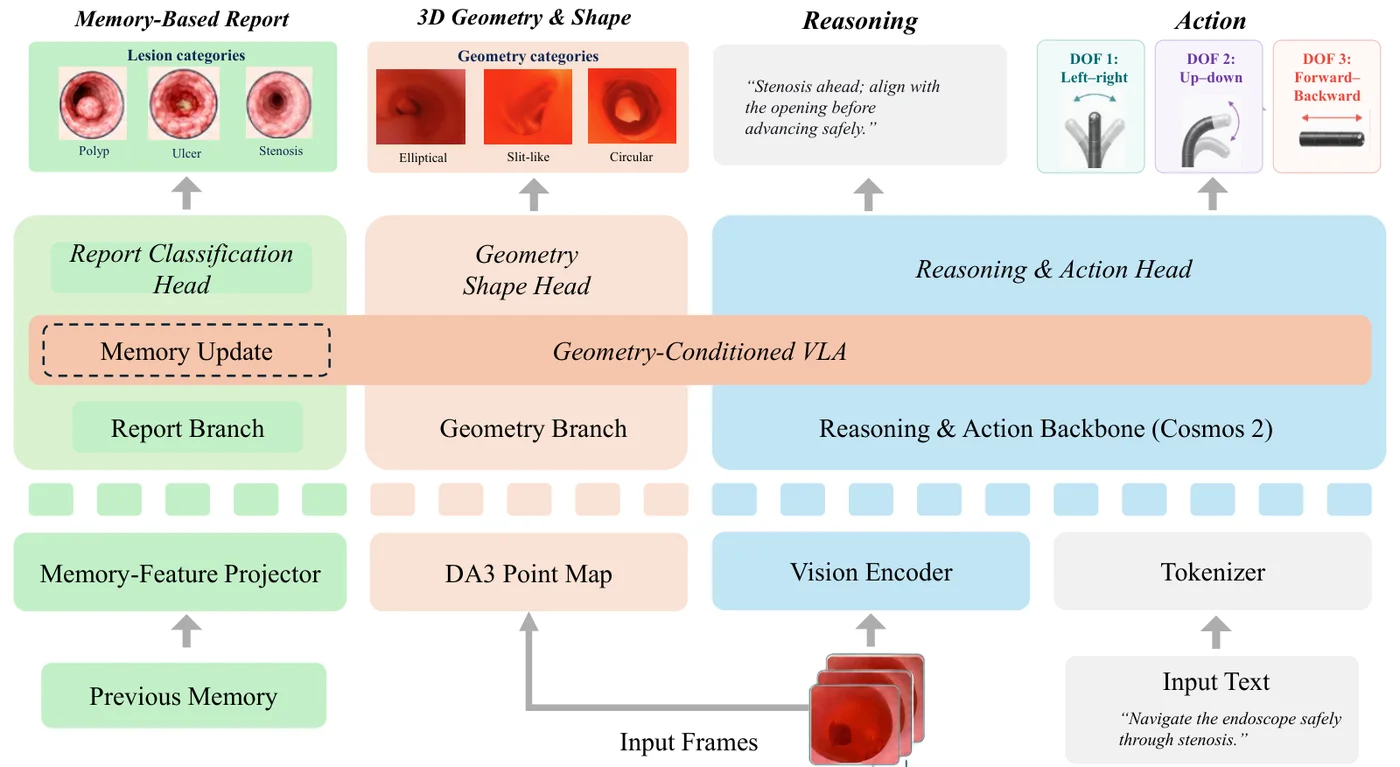 Memory-Based Report
3D Geometry & Shape
Reasoning
Action
Lesion categories
Polyp
Ulcer
Stenosis
Geometry categories
Elliptical
Slit-like
Circular
“Stenosis ahead; align with
the opening before
advancing safely.”
DOF 1:
Left–right
DOF 2:
Up–down
DOF 3:
Forward–
Backward
Report Classification
Head
Geometry
Shape Head
Reasoning & Action Head
Memory Update
Geometry-Conditioned VLA
Report Branch
Geometry Branch
Reasoning & Action Backbone (Cosmos 2)
Memory-Feature Projector
DA3 Point Map
Vision Encoder
Tokenizer
Previous Memory
Input Frames
Input Text
“Navigate the endoscope safely
through stenosis.”